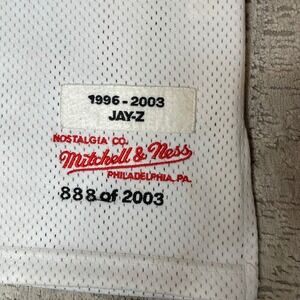 1996 - 2003
JAY-Z
NOSTALGIA CO.
Mitchell & Ness
PHILADELPHIA, PA.
888 of 2003